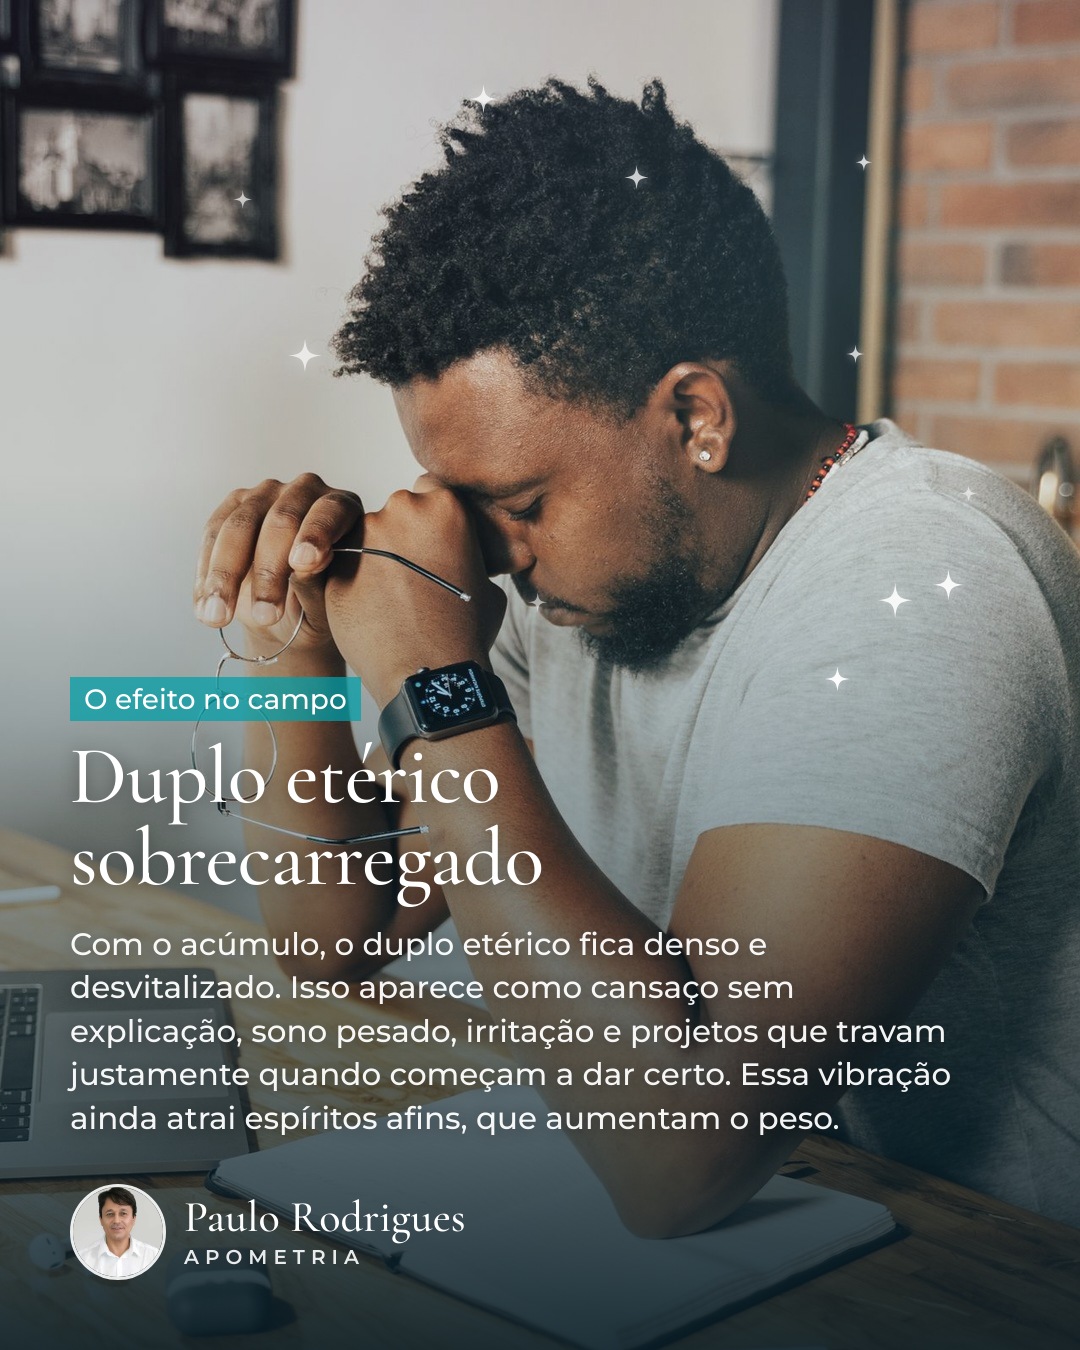 O efeito no campo
Duplo etérico
sobrecarregado
Com o acúmulo, o duplo etérico fica denso e
desvitalizado. Isso aparece como cansaço sem
explicação, sono pesado, irritação e projetos que travam
justamente quando começam a dar certo. Essa vibração
ainda atrai espíritos afins, que aumentam o peso.
Paulo Rodrigues
APOMETRIA